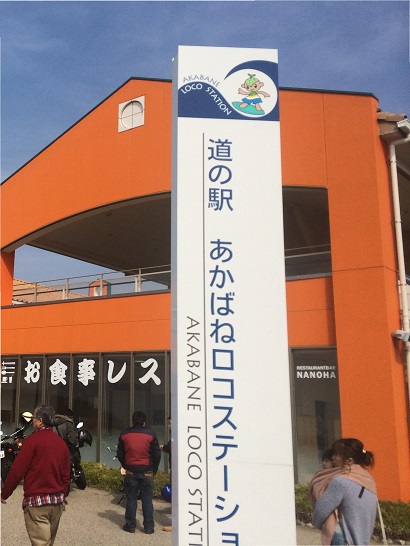 AKABANE
LOCO STATION
道の駅 あかばねロコステーショ
AKABANE LOCO STATI
お食事レス
RESTAURANT&BAR
NANOHA